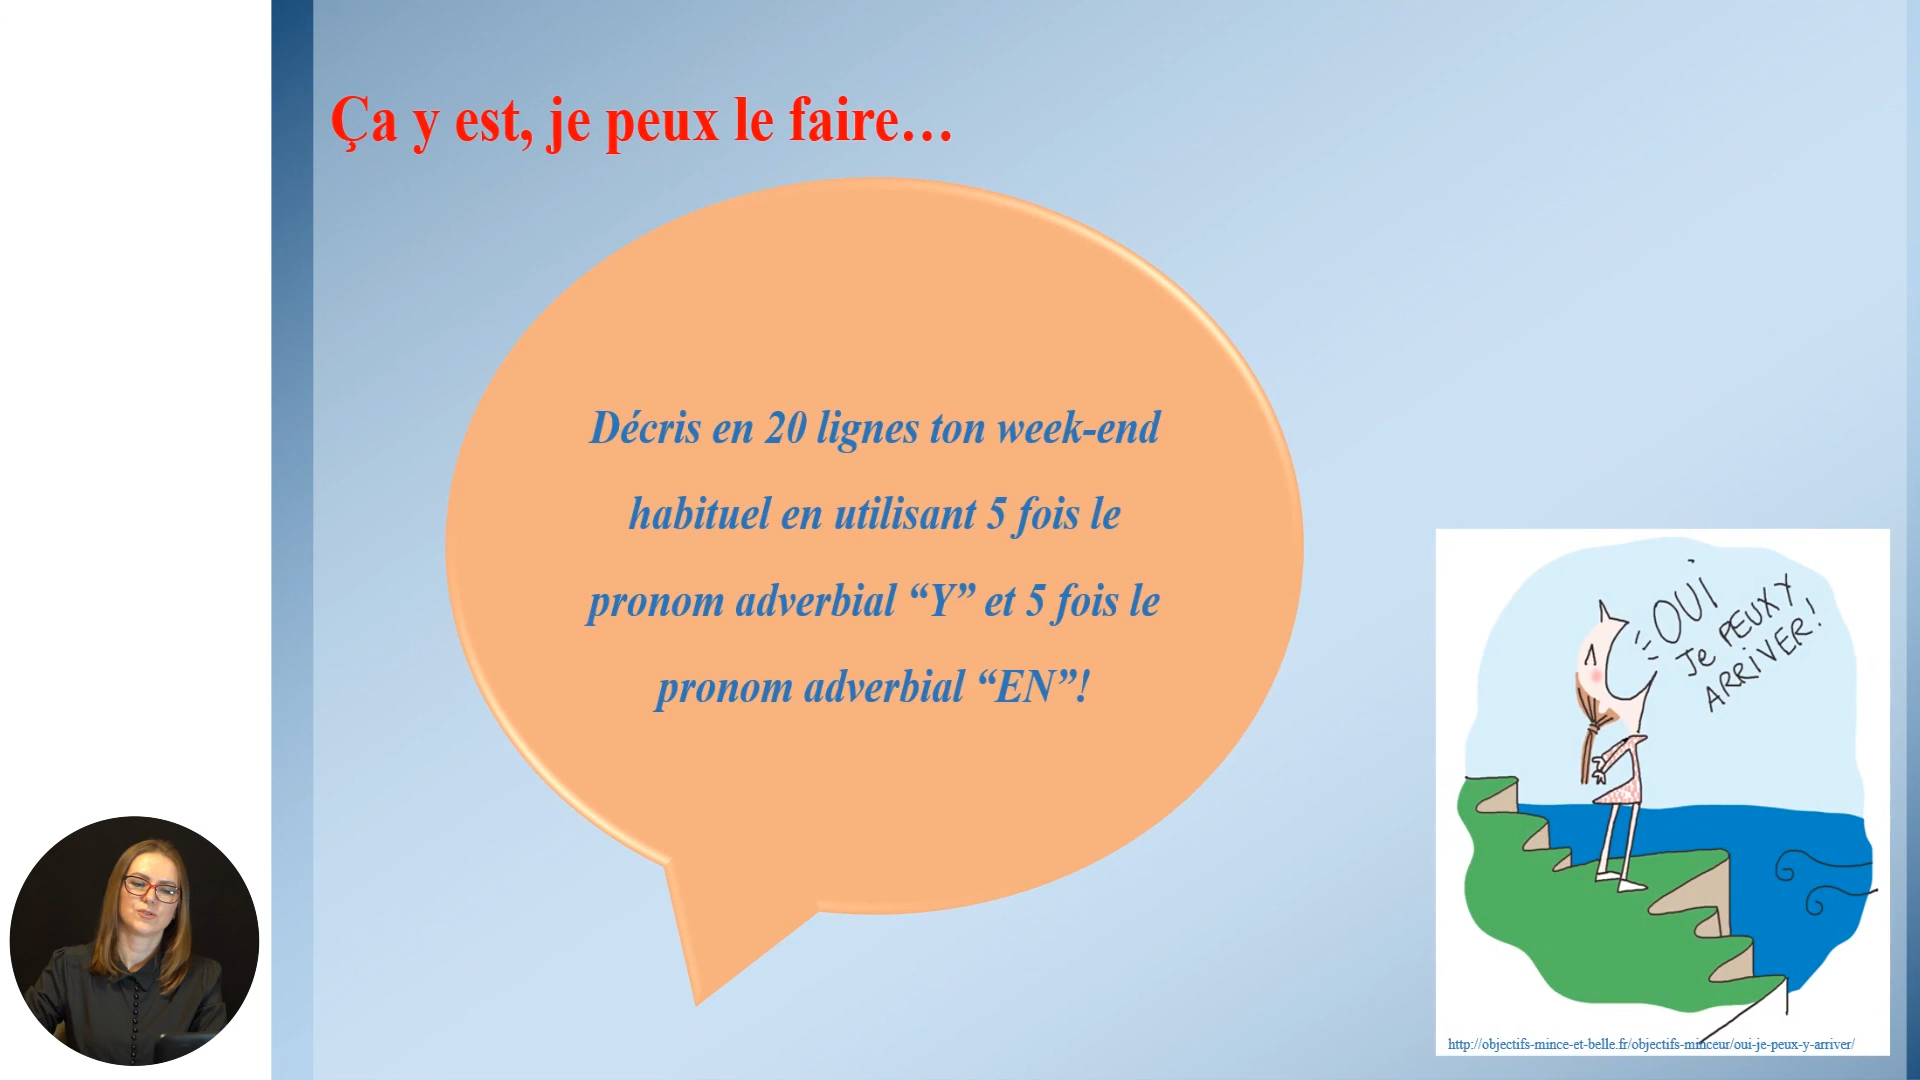 Ça y est, je peux le faire…
Décris en 20 lignes ton week-end
habituel en utilisant 5 fois le
pronom adverbial “Y” et 5 fois le
pronom adverbial “EN”!
OUI
Je PEUX Y
ARRiVER!
http://objectifs-mince-et-belle.fr/objectifs-minceur/oui-je-peux-y-arriver/